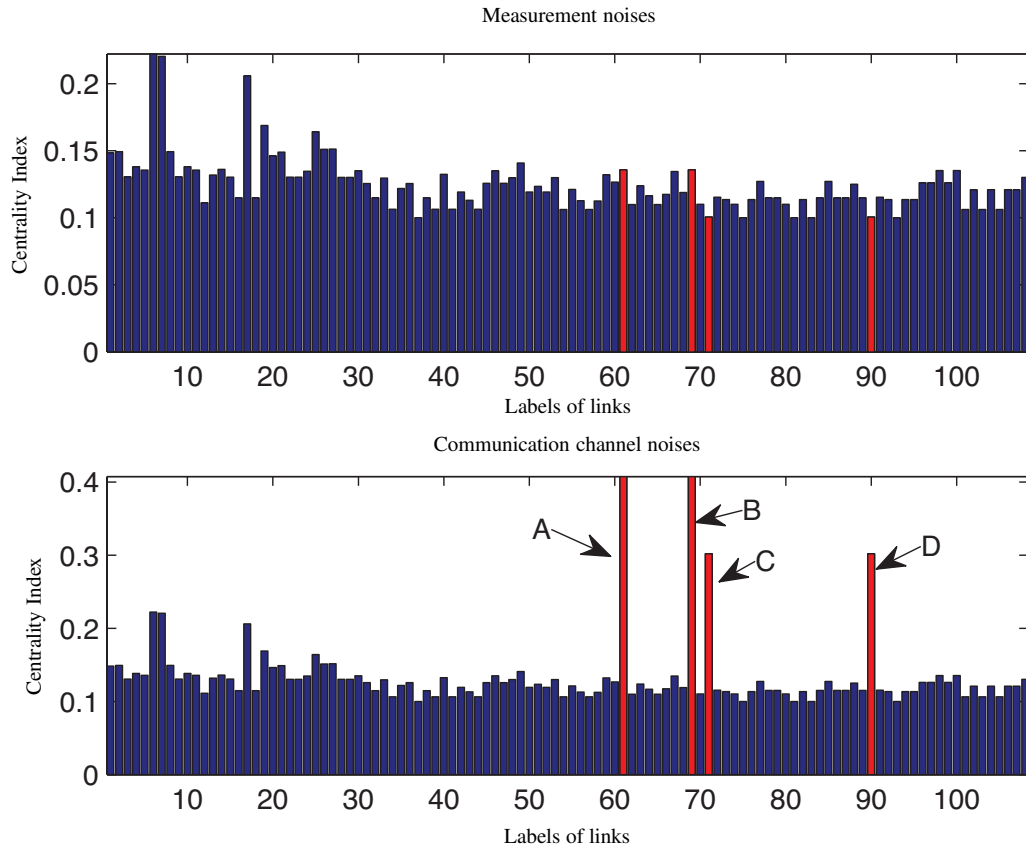 Measurement noises
Centrality Index
0.2
0.15
0.1
0.05
0
10 20 30 40 50 60 70 80 90 100
Labels of links
Communication channel noises
Centrality Index
0.4
0.3
0.2
0.1
0
A
B
C
D
10 20 30 40 50 60 70 80 90 100
Labels of links